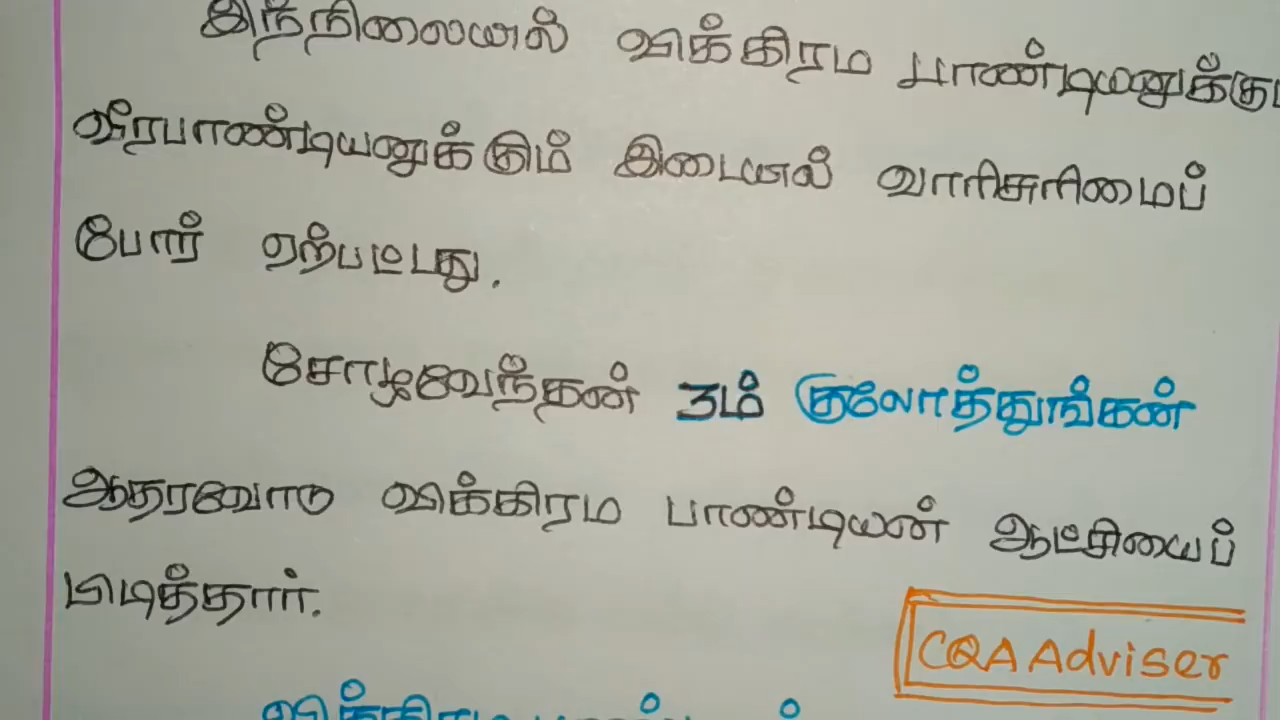 இந்நிலையில் விக்கிரம பாண்டியனுக்கு
வீரபாண்டியனுக்கும் இடையில் வாரிசுரிமைப்
போர் ஏற்பட்டது.
சோழவேந்தன் 3ம் குலோத்துங்கன்
ஆதரவோடு விக்கிரம பாண்டியன் ஆட்சியைப்
பிடித்தார்.
CQA Adviser